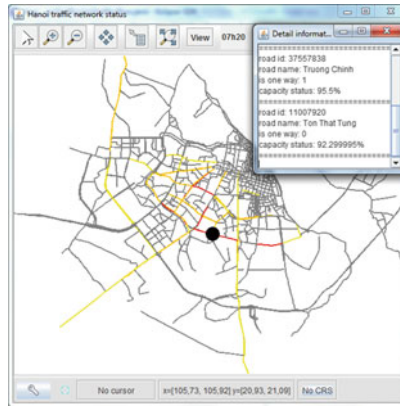 Hanoi traffic network status
View
07h20
Detail informat...
road id: 37557838
road name: Truong Chinh
is one way: 1
capacity status: 95.5%
road id: 11007920
road name: Ton That Tung
is one way: 0
capacity status: 92.299995%
No cursor
x=[105,73, 105,92] y=[20,93, 21,09]
No CRS